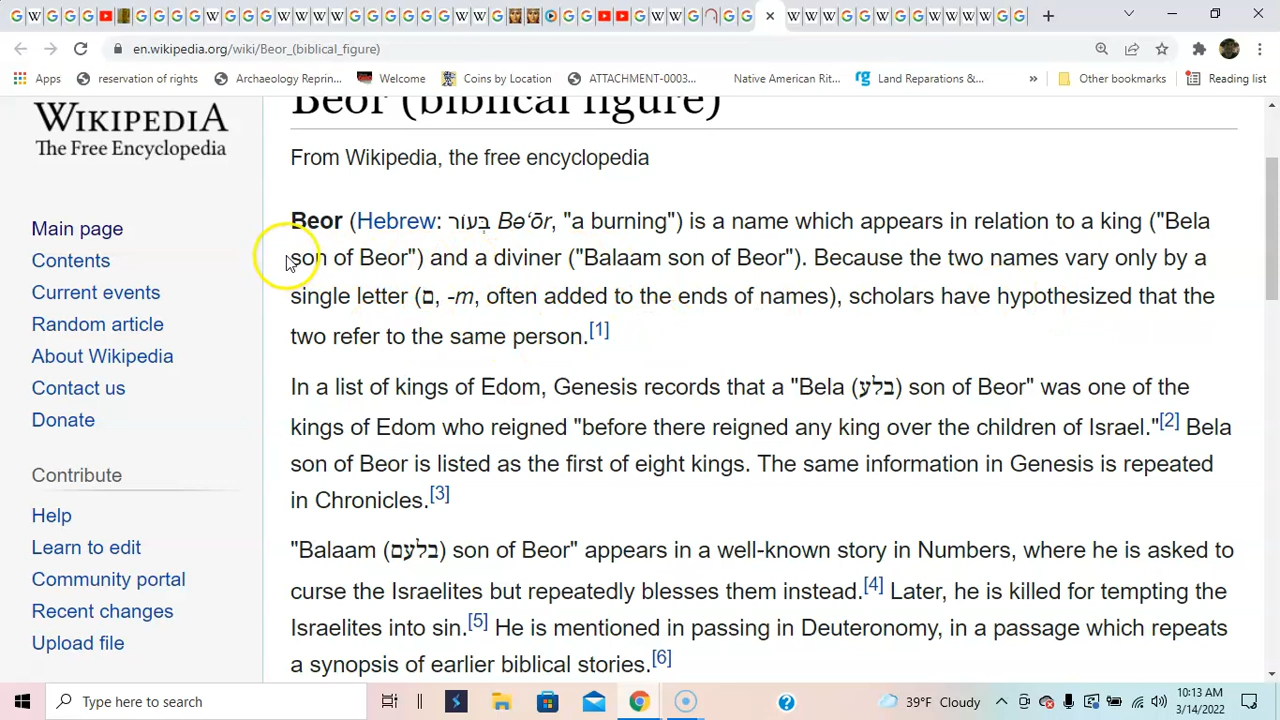 en.wikipedia.org/wiki/Beor_(biblical_figure)
Apps
reservation of rights
Archaeology Reprin...
Welcome
Coins by Location
ATTACHMENT-0003...
Native American Rit...
Land Reparations &...
»
Other bookmarks
Reading list
WIKIPEDIA
The Free Encyclopedia
Main page
Contents
Current events
Random article
About Wikipedia
Contact us
Donate
Contribute
Help
Learn to edit
Community portal
Recent changes
Upload file
Beor (biblical figure)
From Wikipedia, the free encyclopedia
Beor (Hebrew: בְּעוֹר Bəʻōr, "a burning") is a name which appears in relation to a king ("Bela
son of Beor") and a diviner ("Balaam son of Beor"). Because the two names vary only by a
single letter (ם, -m, often added to the ends of names), scholars have hypothesized that the
two refer to the same person.[1]
In a list of kings of Edom, Genesis records that a "Bela (בלע) son of Beor" was one of the
kings of Edom who reigned "before there reigned any king over the children of Israel."[2] Bela
son of Beor is listed as the first of eight kings. The same information in Genesis is repeated
in Chronicles.[3]
"Balaam (בלעם) son of Beor" appears in a well-known story in Numbers, where he is asked to
curse the Israelites but repeatedly blesses them instead.[4] Later, he is killed for tempting the
Israelites into sin.[5] He is mentioned in passing in Deuteronomy, in a passage which repeats
a synopsis of earlier biblical stories.[6]
Type here to search
39°F Cloudy
10:13 AM
3/14/2022